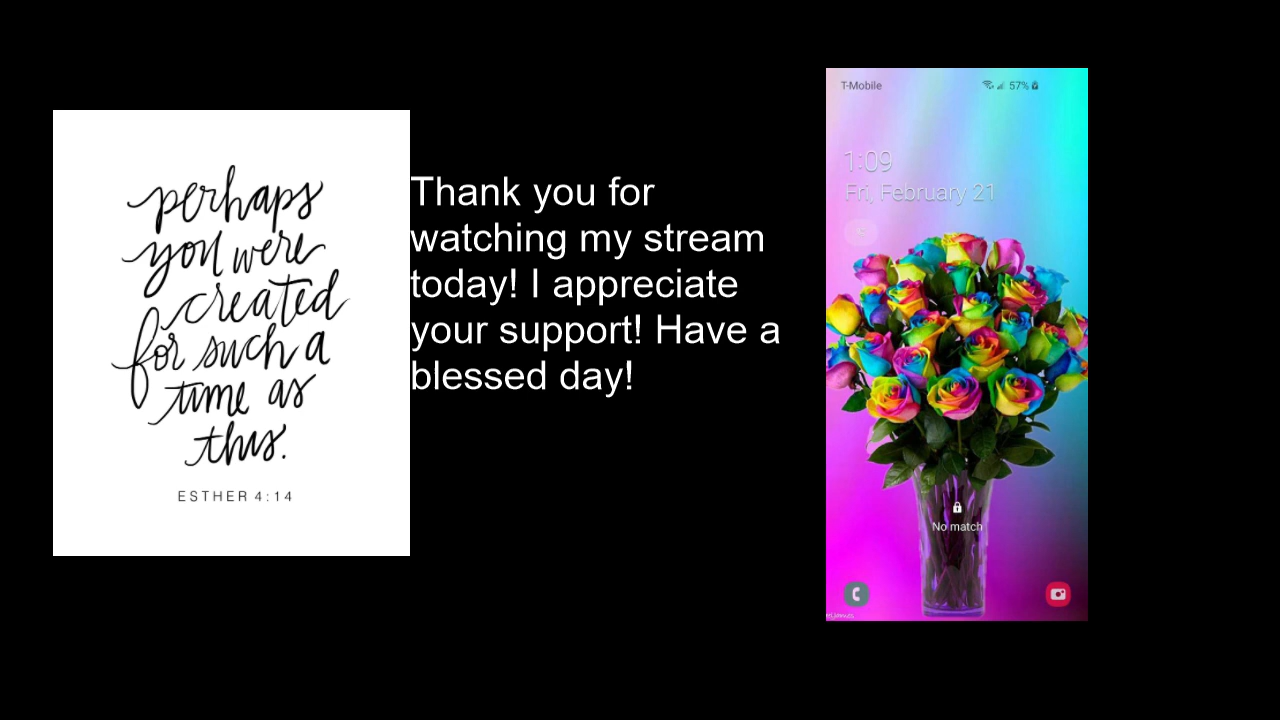 perhaps
you were
created
for such a
time as
this.
ESTHER 4:14
Thank you for
watching my stream
today! I appreciate
your support! Have a
blessed day!
T-Mobile
57%
1:09
Fri, February 21
No match